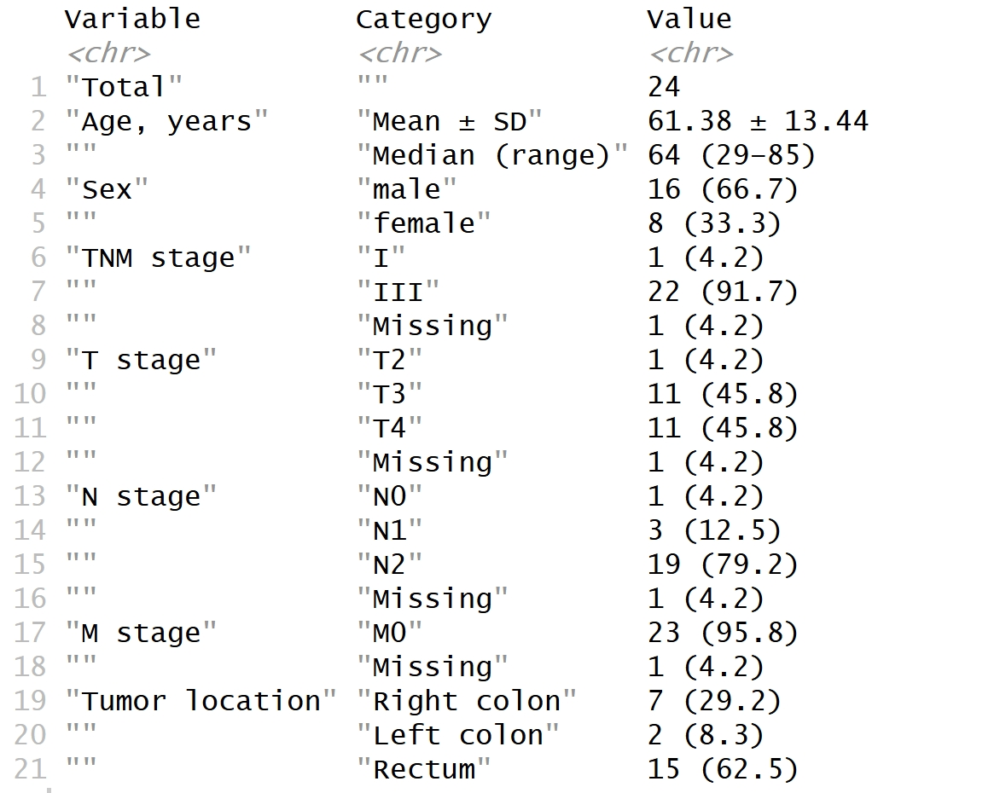 Variable Category Value
<chr> <chr> <chr>
1 "Total" "" 24
2 "Age, years" "Mean ± SD" 61.38 ± 13.44
3 "" "Median (range)" 64 (29–85)
4 "Sex" "male" 16 (66.7)
5 "" "female" 8 (33.3)
6 "TNM stage" "I" 1 (4.2)
7 "" "III" 22 (91.7)
8 "" "Missing" 1 (4.2)
9 "T stage" "T2" 1 (4.2)
10 "" "T3" 11 (45.8)
11 "" "T4" 11 (45.8)
12 "" "Missing" 1 (4.2)
13 "N stage" "N0" 1 (4.2)
14 "" "N1" 3 (12.5)
15 "" "N2" 19 (79.2)
16 "" "Missing" 1 (4.2)
17 "M stage" "M0" 23 (95.8)
18 "" "Missing" 1 (4.2)
19 "Tumor location" "Right colon" 7 (29.2)
20 "" "Left colon" 2 (8.3)
21 "" "Rectum" 15 (62.5)